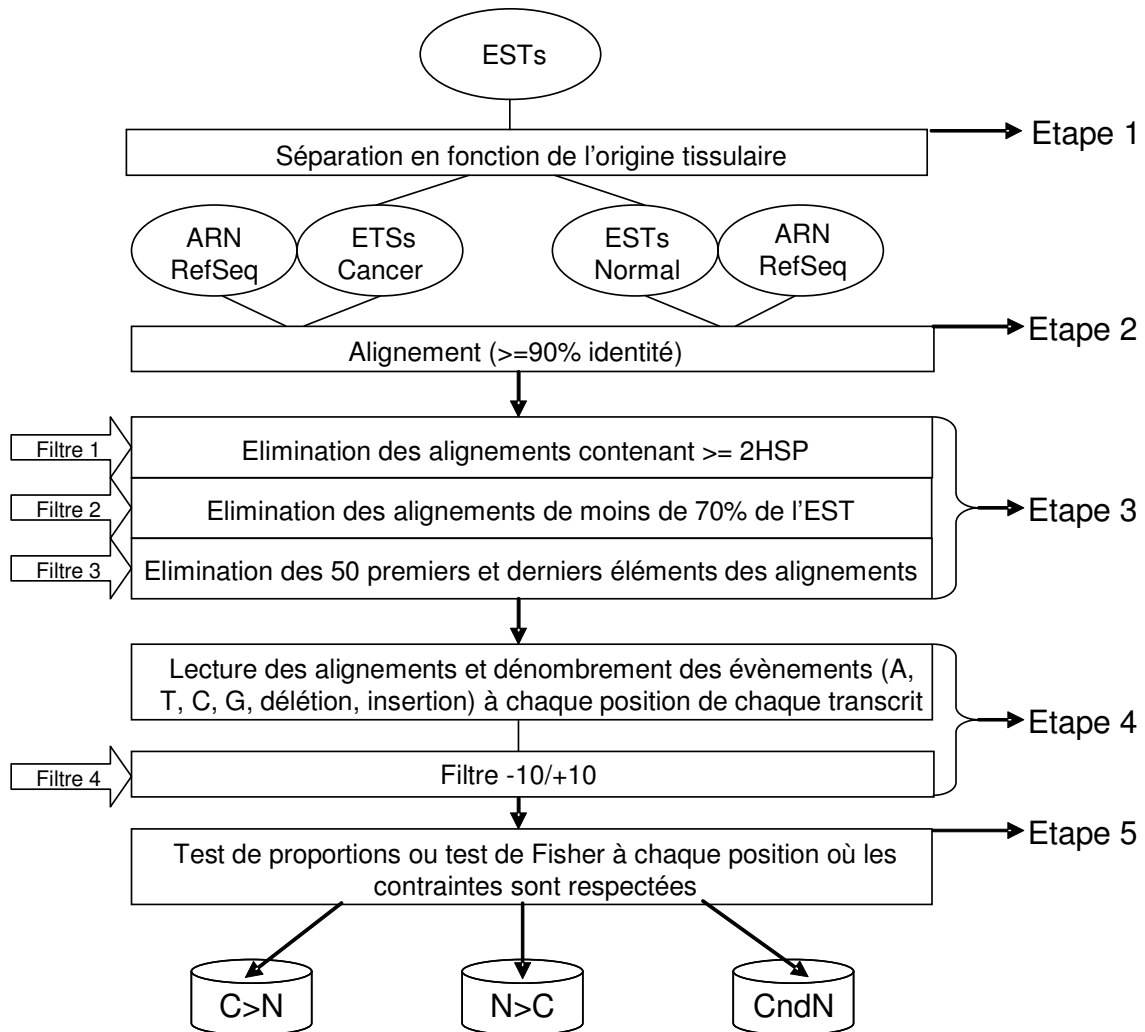 ESTs
Etape 1
Séparation en fonction de l'origine tissulaire
ARN
RefSeq
ETSs
Cancer
ESTs
Normal
ARN
RefSeq
Etape 2
Alignement (>=90% identité)
Filtre 1
Elimination des alignements contenant >= 2HSP
Filtre 2
Elimination des alignements de moins de 70% de l'EST
Etape 3
Filtre 3
Elimination des 50 premiers et derniers éléments des alignements
Lecture des alignements et dénombrement des évènements (A,
T, C, G, délétion, insertion) à chaque position de chaque transcrit
Etape 4
Filtre 4
Filtre -10/+10
Etape 5
Test de proportions ou test de Fisher à chaque position où les
contraintes sont respectées
C>N
N>C
CndN